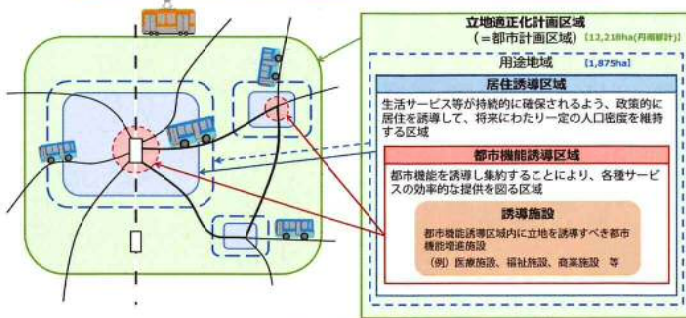 立地適正化計画区域
(=都市計画区域) [12,218ha(丹南都計)]
用途地域 [1,875ha]
居住誘導区域
生活サービス等が持続的に確保されるよう、政策的に
居住を誘導して、将来にわたり一定の人口密度を維持
する区域
都市機能誘導区域
都市機能を誘導し集約することにより、各種サービ
スの効率的な提供を図る区域
誘導施設
都市機能誘導区域内に立地を誘導すべき都市
機能増進施設
(例)医療施設、福祉施設、商業施設 等